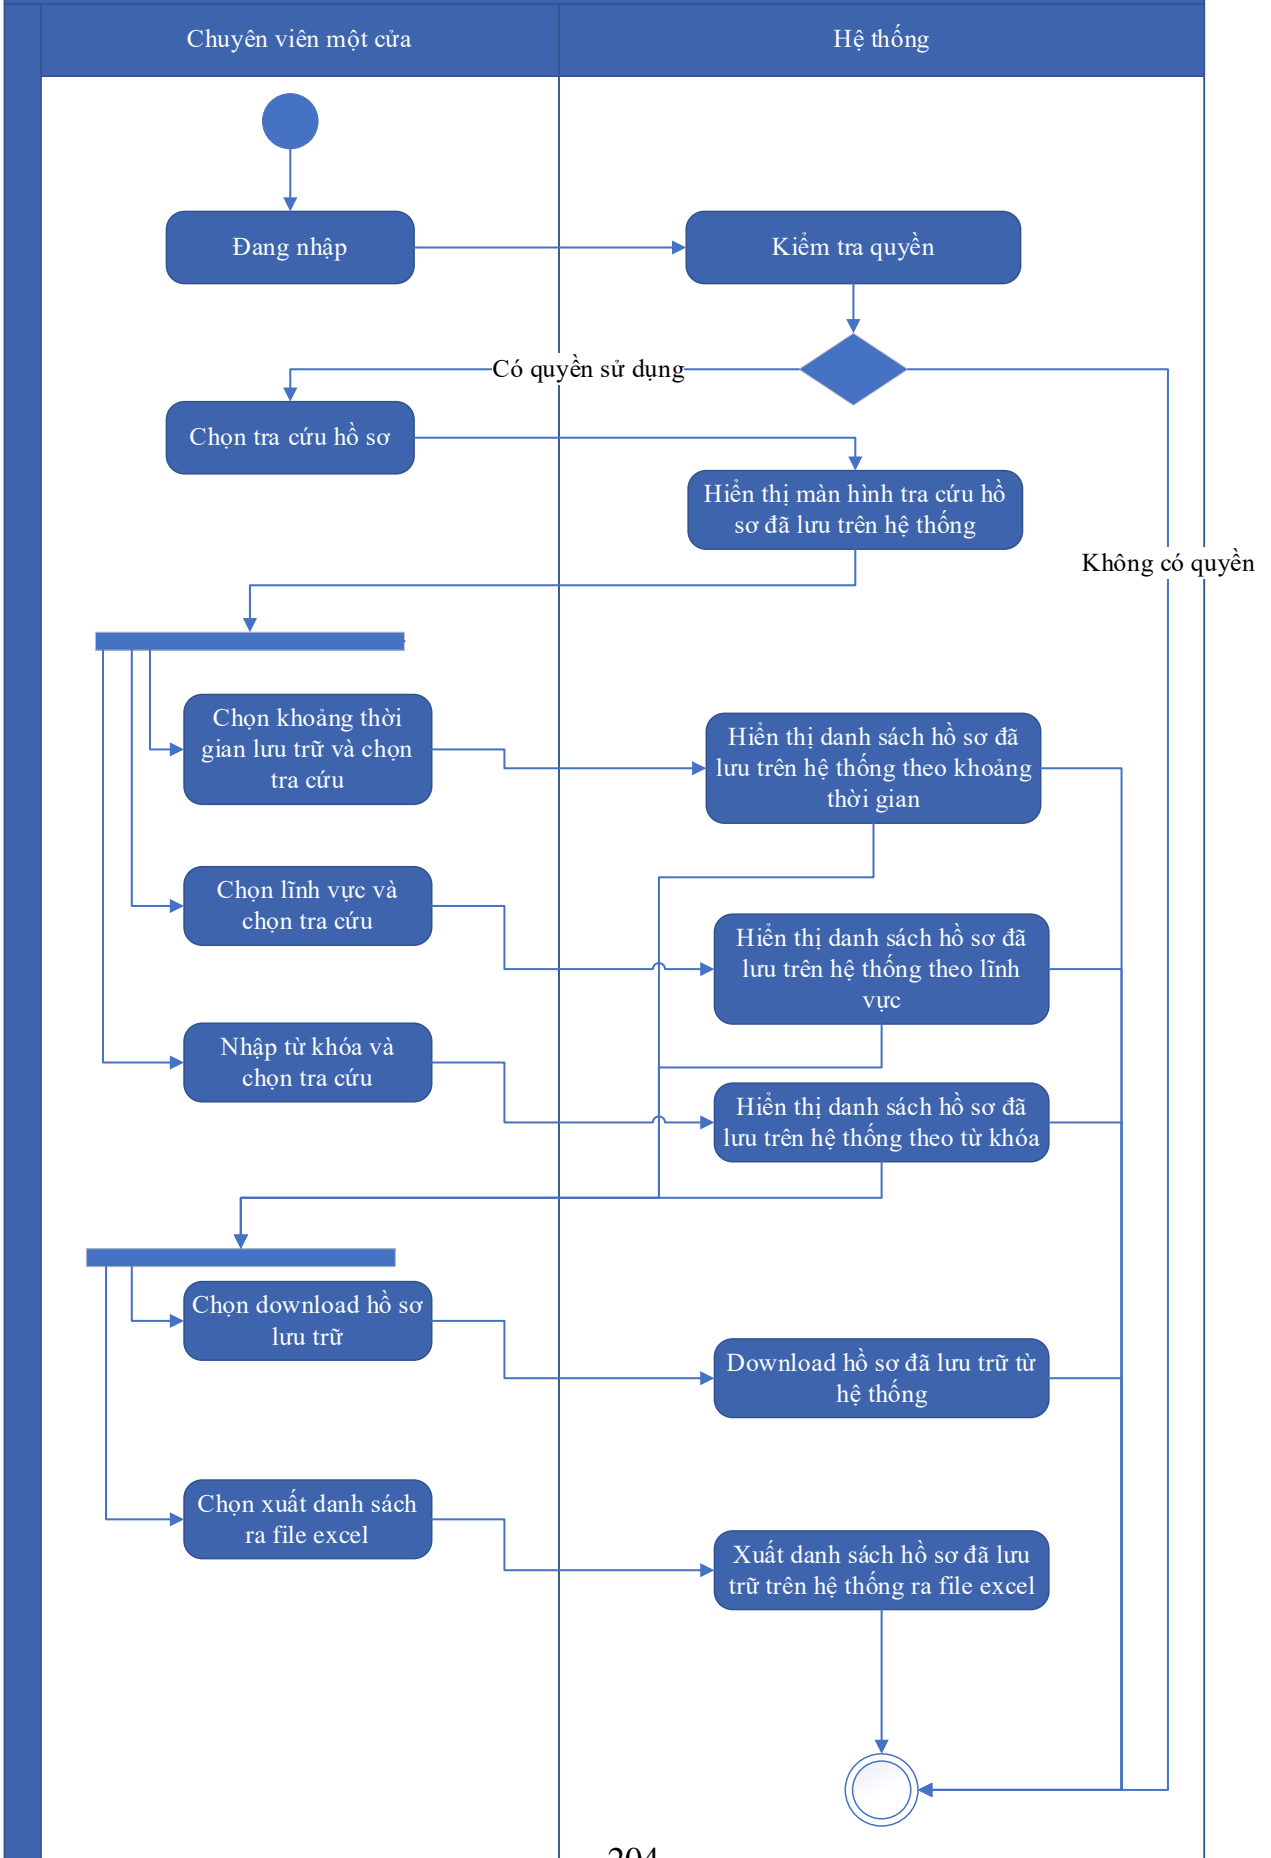 Chuyên viên một cửa
Hệ thống
Đang nhập
Kiểm tra quyền
Có quyền sử dụng
Chọn tra cứu hồ sơ
Hiển thị màn hình tra cứu hồ
sơ đã lưu trên hệ thống
Không có quyền
Chọn khoảng thời
gian lưu trữ và chọn
tra cứu
Hiển thị danh sách hồ sơ đã
lưu trên hệ thống theo khoảng
thời gian
Chọn lĩnh vực và
chọn tra cứu
Hiển thị danh sách hồ sơ đã
lưu trên hệ thống theo lĩnh
vực
Nhập từ khóa và
chọn tra cứu
Hiển thị danh sách hồ sơ đã
lưu trên hệ thống theo từ khóa
Chọn download hồ sơ
lưu trữ
Download hồ sơ đã lưu trữ từ
hệ thống
Chọn xuất danh sách
ra file excel
Xuất danh sách hồ sơ đã lưu
trữ trên hệ thống ra file excel
204